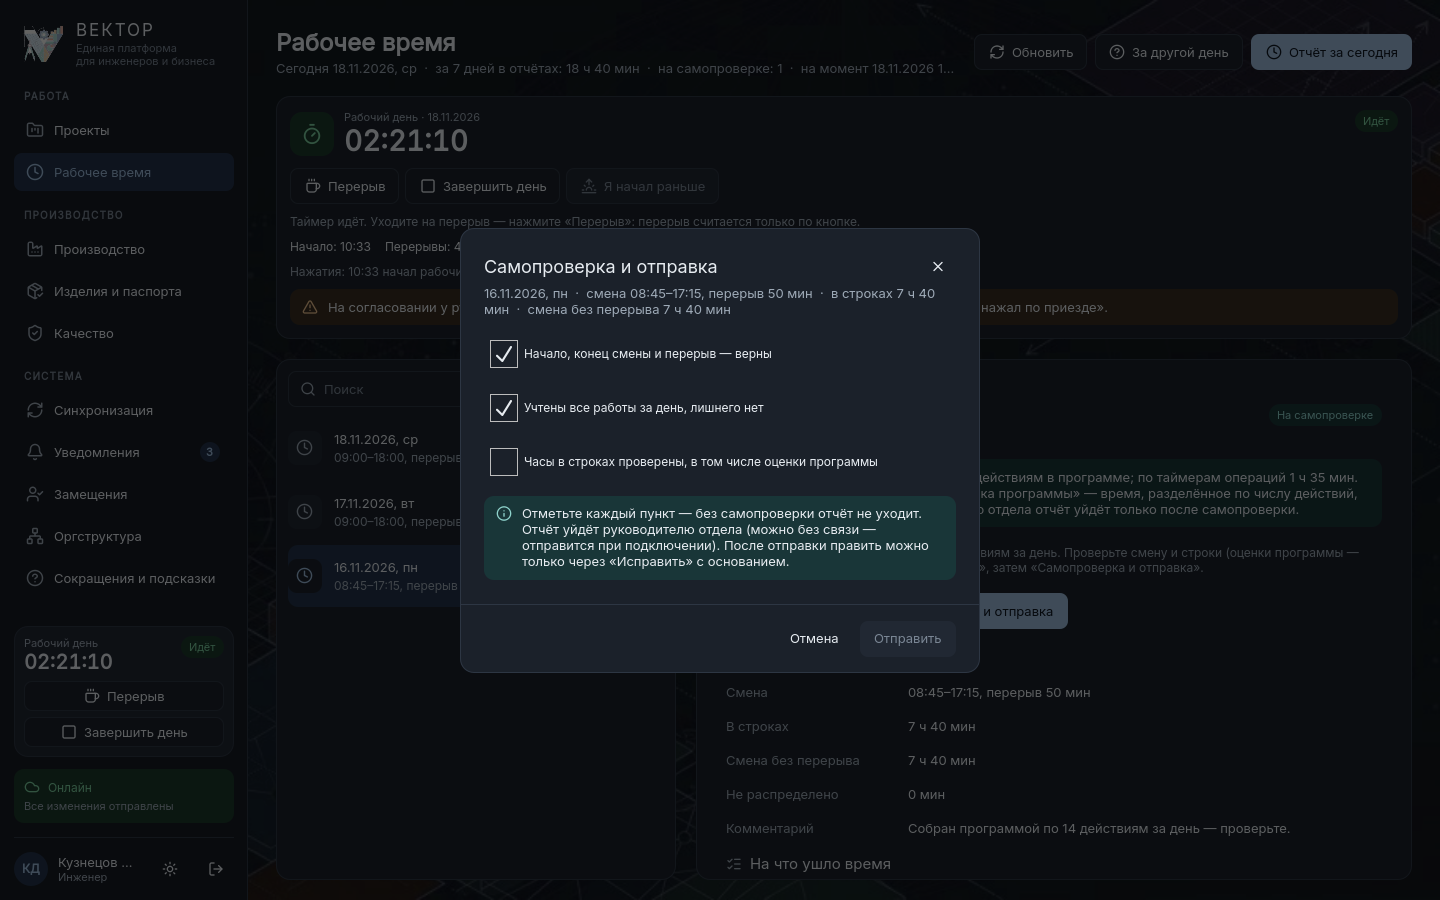 ВЕКТОР
Единая платформа
для инженеров и бизнеса
РАБОТА
Проекты
Рабочее время
ПРОИЗВОДСТВО
Производство
Изделия и паспорта
Качество
СИСТЕМА
Синхронизация
Уведомления 3
Замещения
Оргструктура
Сокращения и подсказки
Рабочий день
Идёт
02:21:10
Перерыв
Завершить день
Онлайн
Все изменения отправлены
КД
Кузнецов ...
Инженер
Рабочее время
Сегодня 18.11.2026, ср · за 7 дней в отчётах: 18 ч 40 мин · на самопроверке: 1 · на момент 18.11.2026 1...
Обновить
За другой день
Отчёт за сегодня
Рабочий день · 18.11.2026
02:21:10
Идёт
Перерыв
Завершить день
Я начал раньше
Таймер идёт. Уходите на перерыв — нажмите «Перерыв»: перерыв считается только по кнопке.
Начало: 10:33 Перерывы: 4
Нажатия: 10:33 начал рабочи
На согласовании у р
нажал по приезде».
Поиск
18.11.2026, ср
09:00–18:00, перерыв
17.11.2026, вт
09:00–18:00, перерыв
16.11.2026, пн
08:45–17:15, перерыв
Самопроверка и отправка
16.11.2026, пн · смена 08:45–17:15, перерыв 50 мин · в строках 7 ч 40
мин · смена без перерыва 7 ч 40 мин
Начало, конец смены и перерыв — верны
Учтены все работы за день, лишнего нет
Часы в строках проверены, в том числе оценки программы
Отметьте каждый пункт — без самопроверки отчёт не уходит.
Отчёт уйдёт руководителю отдела (можно без связи —
отправится при подключении). После отправки править можно
только через «Исправить» с основанием.
Отмена
Отправить
На самопроверке
действиям в программе; по таймерам операций 1 ч 35 мин.
ка программы» — время, разделённое по числу действий,
о отдела отчёт уйдёт только после самопроверки.
виям за день. Проверьте смену и строки (оценки программы —
», затем «Самопроверка и отправка».
и отправка
Смена 08:45–17:15, перерыв 50 мин
В строках 7 ч 40 мин
Смена без перерыва 7 ч 40 мин
Не распределено 0 мин
Комментарий Собран программой по 14 действиям за день — проверьте.
На что ушло время